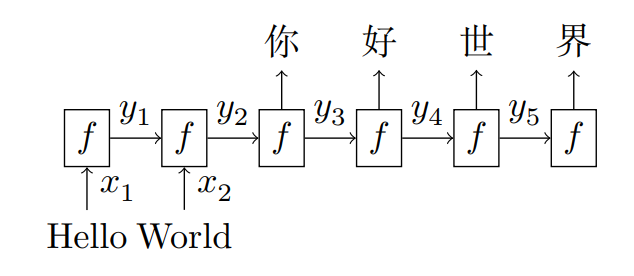 你 好 世 界
f y₁ f y₂ f y₃ f y₄ f y₅ f
x₁ x₂
Hello World